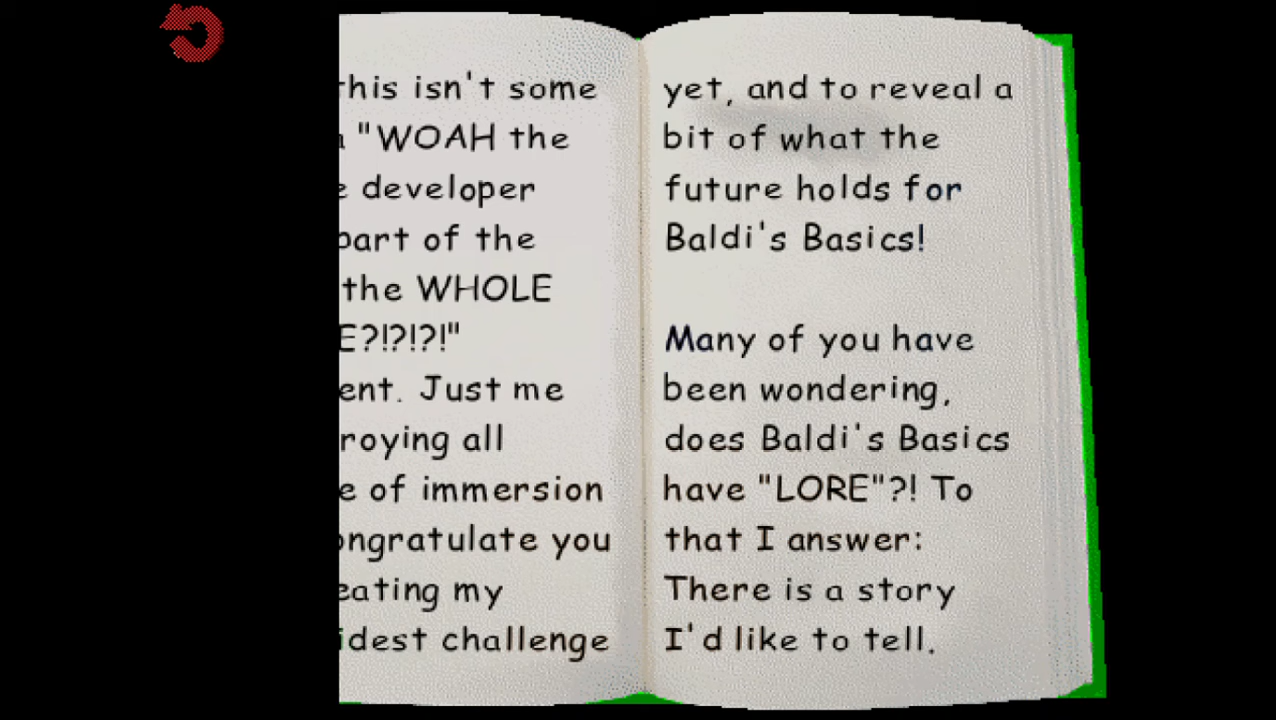 this isn't some
"WOAH the
developer
part of the
the WHOLE
E?!?!?!"
ent. Just me
roying all
e of immersion
ongratulate you
eating my
idest challenge
yet, and to reveal a
bit of what the
future holds for
Baldi's Basics!
Many of you have
been wondering,
does Baldi's Basics
have "LORE"?! To
that I answer:
There is a story
I'd like to tell.